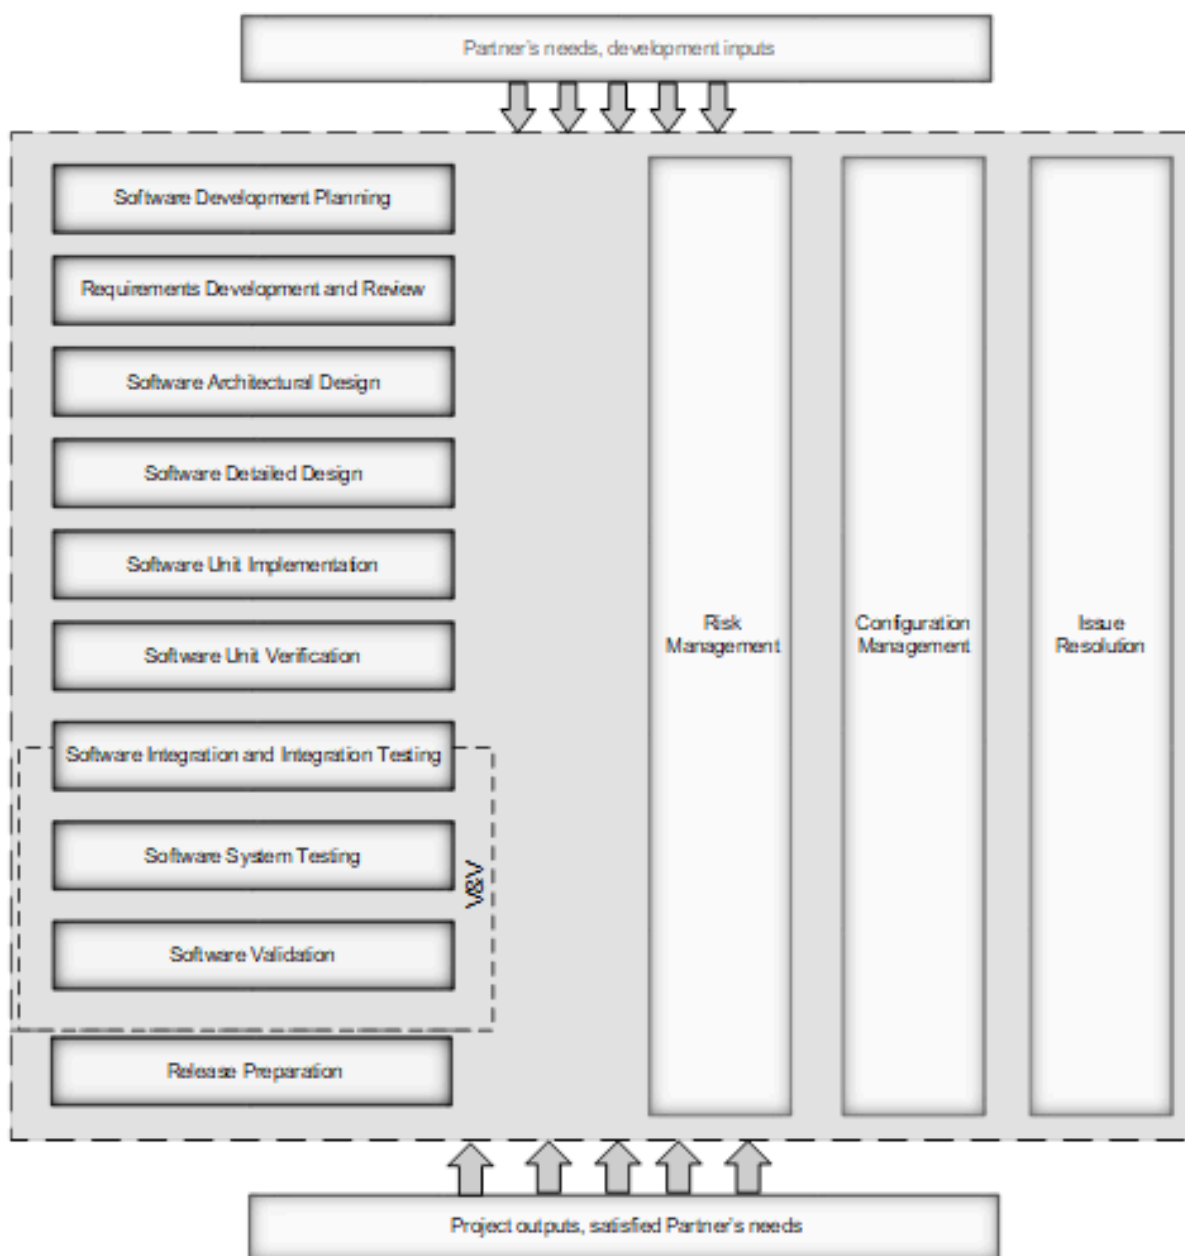 Partner's needs, development inputs
Software Development Planning
Requirements Development and Review
Software Architectural Design
Software Detailed Design
Software Unit Implementation
Software Unit Verification
Software Integration and Integration Testing
Software System Testing
Software Validation
V&V
Release Preparation
Risk
Management
Configuration
Management
Issue
Resolution
Project outputs, satisfied Partner's needs